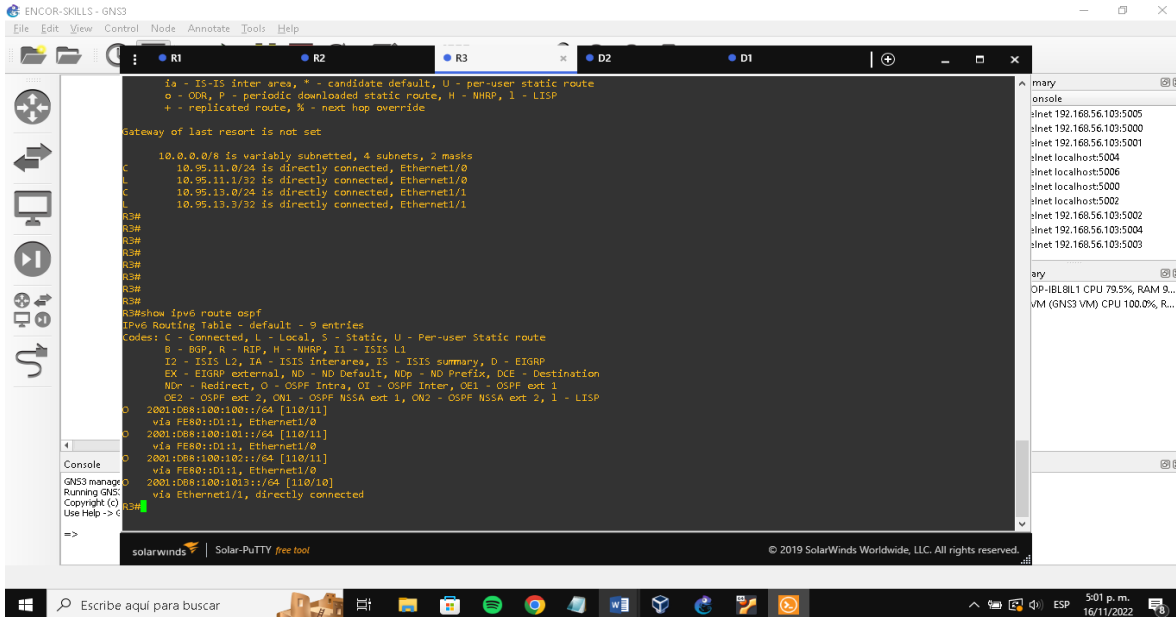 ENCOR-SKILLS - GNS3
File Edit View Control Node Annotate Tools Help
R1 R2 R3 × D2 D1
ia - IS-IS inter area, * - candidate default, U - per-user static route
o - ODR, P - periodic downloaded static route, H - NHRP, l - LISP
+ - replicated route, % - next hop override
Gateway of last resort is not set
10.0.0.0/8 is variably subnetted, 4 subnets, 2 masks
C 10.95.11.0/24 is directly connected, Ethernet1/0
L 10.95.11.1/32 is directly connected, Ethernet1/0
C 10.95.13.0/24 is directly connected, Ethernet1/1
L 10.95.13.3/32 is directly connected, Ethernet1/1
R3#
R3#
R3#
R3#
R3#
R3#
R3#
R3#
R3#show ipv6 route ospf
IPv6 Routing Table - default - 9 entries
Codes: C - Connected, L - Local, S - Static, U - Per-user Static route
B - BGP, R - RIP, H - NHRP, I1 - ISIS L1
I2 - ISIS L2, IA - ISIS interarea, IS - ISIS summary, D - EIGRP
EX - EIGRP external, ND - ND Default, NDp - ND Prefix, DCE - Destination
NDr - Redirect, O - OSPF Intra, OI - OSPF Inter, OE1 - OSPF ext 1
OE2 - OSPF ext 2, ON1 - OSPF NSSA ext 1, ON2 - OSPF NSSA ext 2, l - LISP
O 2001:DB8:100:100::/64 [110/11]
via FE80::D1:1, Ethernet1/0
O 2001:DB8:100:101::/64 [110/11]
via FE80::D1:1, Ethernet1/0
O 2001:DB8:100:102::/64 [110/11]
via FE80::D1:1, Ethernet1/0
O 2001:DB8:100:1013::/64 [110/10]
via Ethernet1/1, directly connected
R3#
solarwinds Solar-PuTTY free tool
© 2019 SolarWinds Worldwide, LLC. All rights reserved.
mary
onsole
elnet 192.168.56.103:5005
elnet 192.168.56.103:5000
elnet 192.168.56.103:5001
elnet localhost:5004
elnet localhost:5006
elnet localhost:5000
elnet localhost:5002
elnet 192.168.56.103:5002
elnet 192.168.56.103:5004
elnet 192.168.56.103:5003
ary
OP-IBL8IL1 CPU 79.5%, RAM 9...
VM (GNS3 VM) CPU 100.0%, R...
Console
GNS3 manage
Running GNS3
Copyright (c)
Use Help -> G
=>
Escribe aquí para buscar
ESP
5:01 p. m.
16/11/2022
8